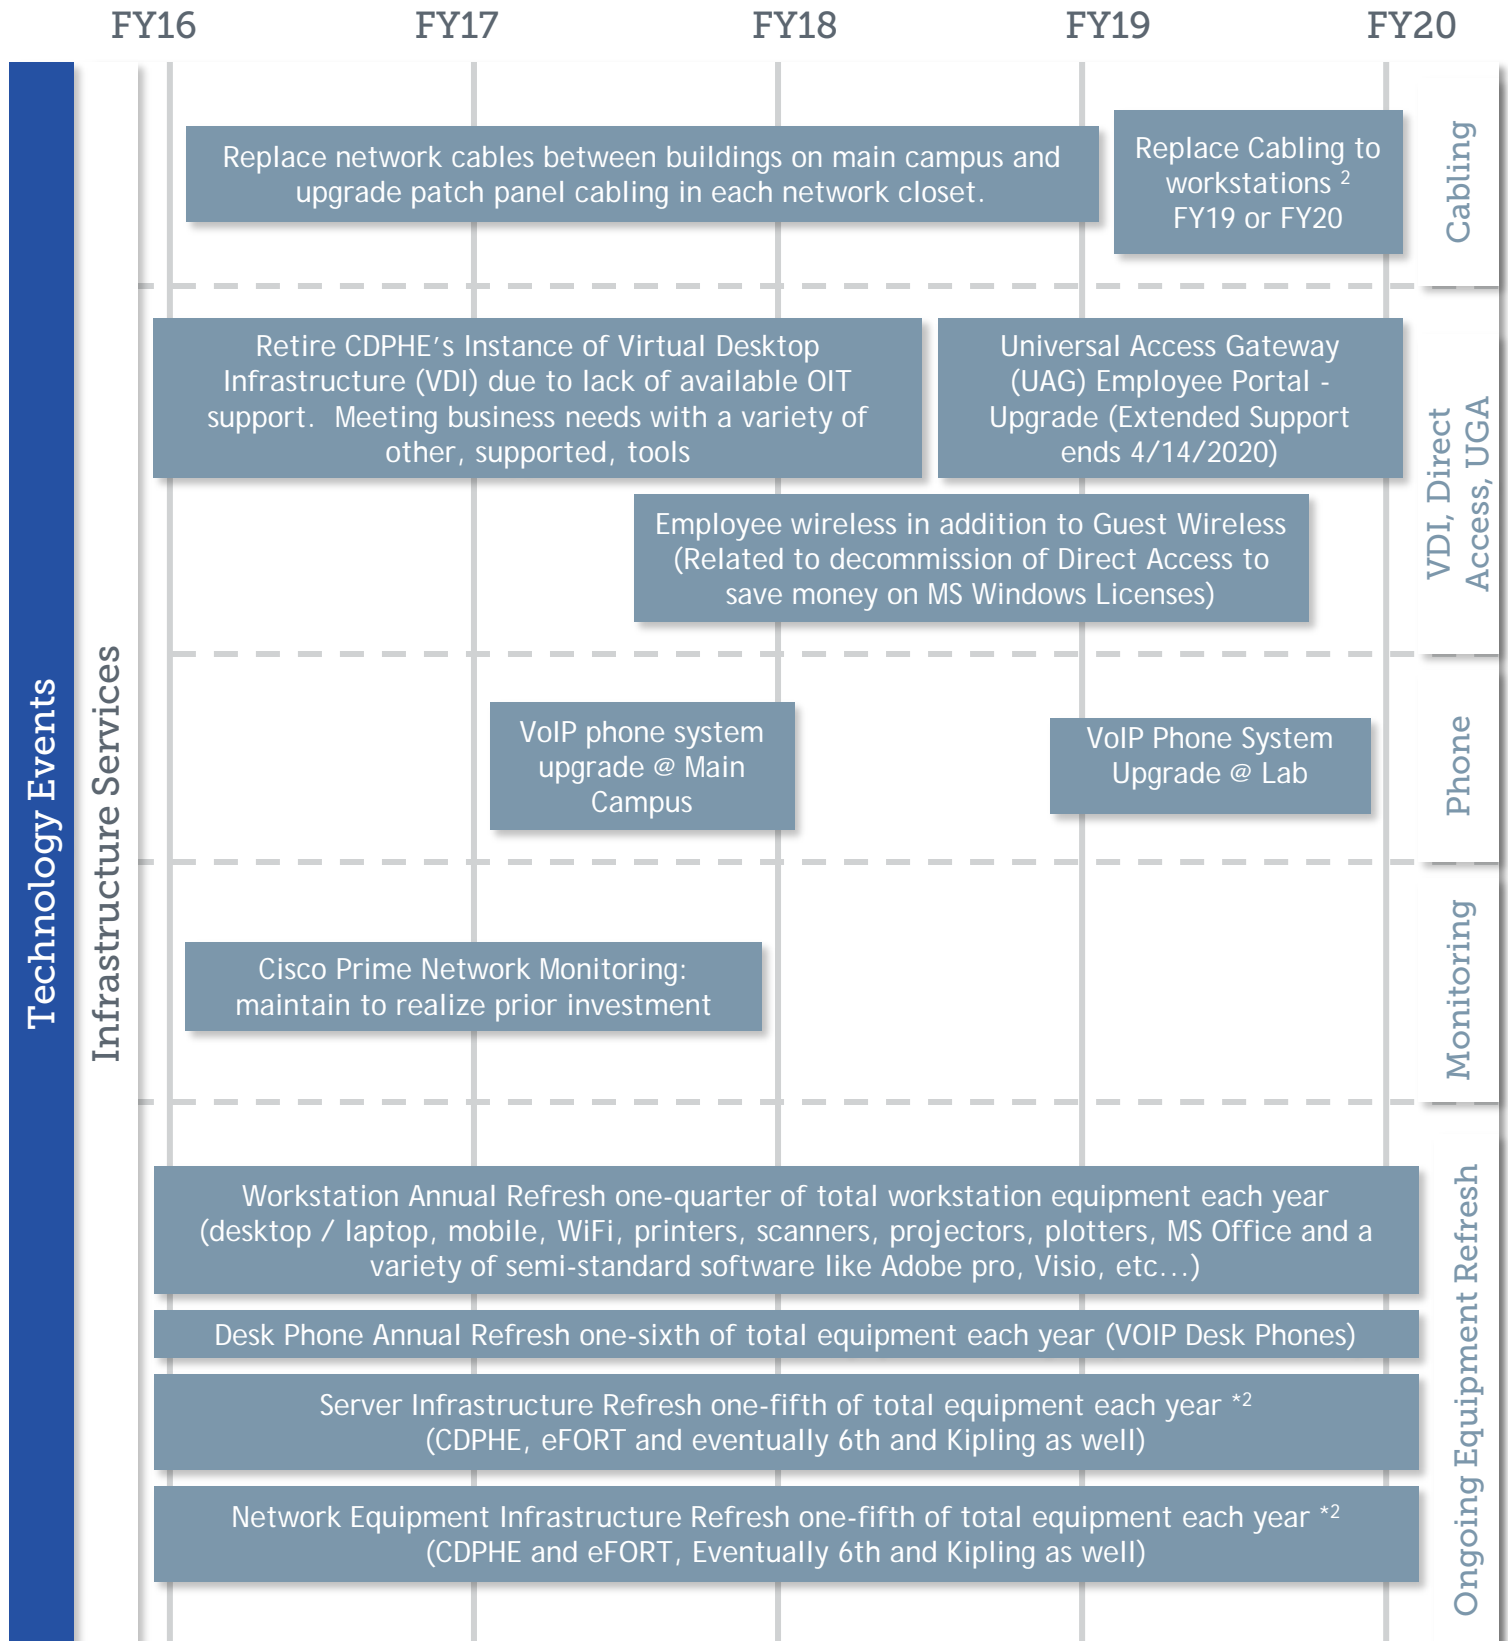 FY16 FY17 FY18 FY19 FY20
Technology Events
Infrastructure Services
Replace network cables between buildings on main campus and
upgrade patch panel cabling in each network closet.
Replace Cabling to
workstations ²
FY19 or FY20
Cabling
Retire CDPHE’s Instance of Virtual Desktop
Infrastructure (VDI) due to lack of available OIT
support. Meeting business needs with a variety of
other, supported, tools
Universal Access Gateway
(UAG) Employee Portal -
Upgrade (Extended Support
ends 4/14/2020)
Employee wireless in addition to Guest Wireless
(Related to decommission of Direct Access to
save money on MS Windows Licenses)
VDI, Direct
Access, UGA
VoIP phone system
upgrade @ Main
Campus
VoIP Phone System
Upgrade @ Lab
Phone
Cisco Prime Network Monitoring:
maintain to realize prior investment
Monitoring
Workstation Annual Refresh one-quarter of total workstation equipment each year
(desktop / laptop, mobile, WiFi, printers, scanners, projectors, plotters, MS Office and a
variety of semi-standard software like Adobe pro, Visio, etc…)
Desk Phone Annual Refresh one-sixth of total equipment each year (VOIP Desk Phones)
Server Infrastructure Refresh one-fifth of total equipment each year *²
(CDPHE, eFORT and eventually 6th and Kipling as well)
Network Equipment Infrastructure Refresh one-fifth of total equipment each year *²
(CDPHE and eFORT, Eventually 6th and Kipling as well)
Ongoing Equipment Refresh